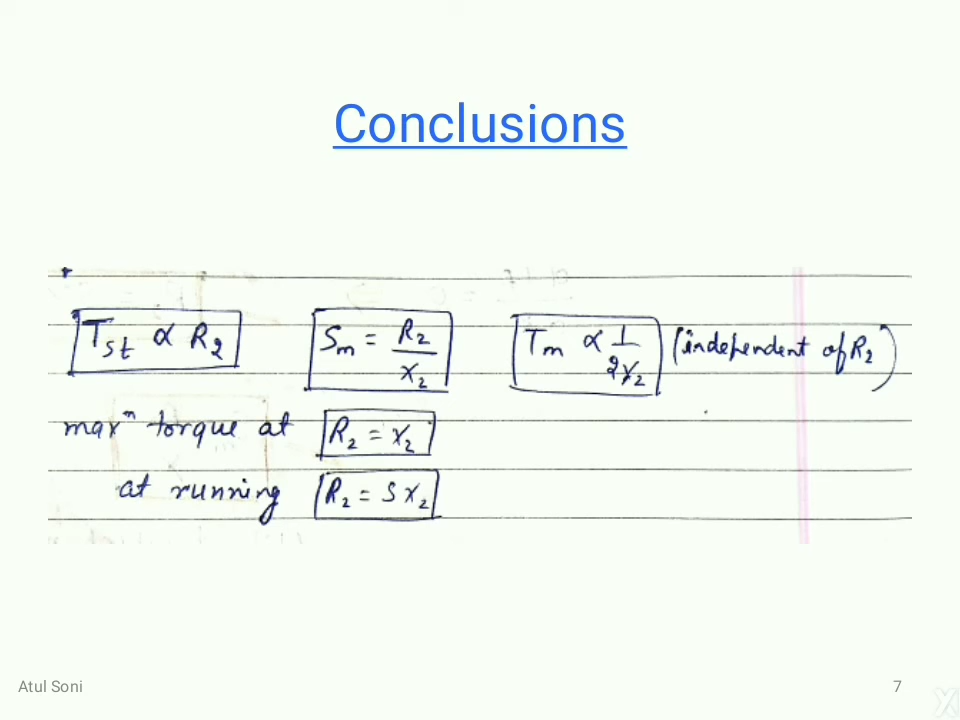 Conclusions
Tst ∝ R2 Sm = R2/X2 Tm ∝ 1/2X2 (independent of R2)
maxm torque at R2 = X2
at running R2 = SX2
Atul Soni 7